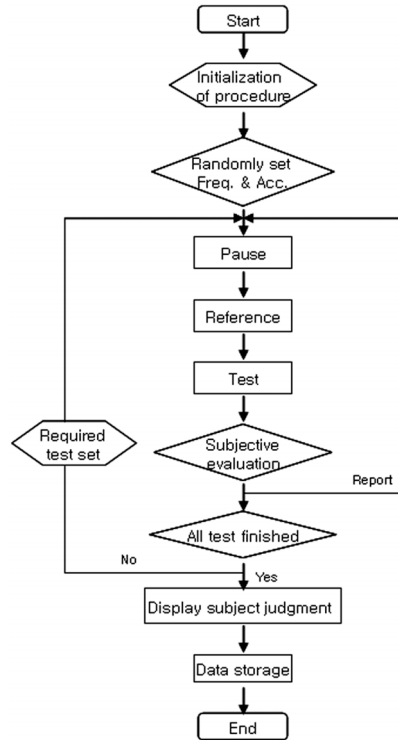 Start
Initialization
of procedure
Randomly set
Freq. & Acc.
Pause
Reference
Test
Required
test set
Subjective
evaluation
Report
All test finished
No
Yes
Display subject judgment
Data storage
End